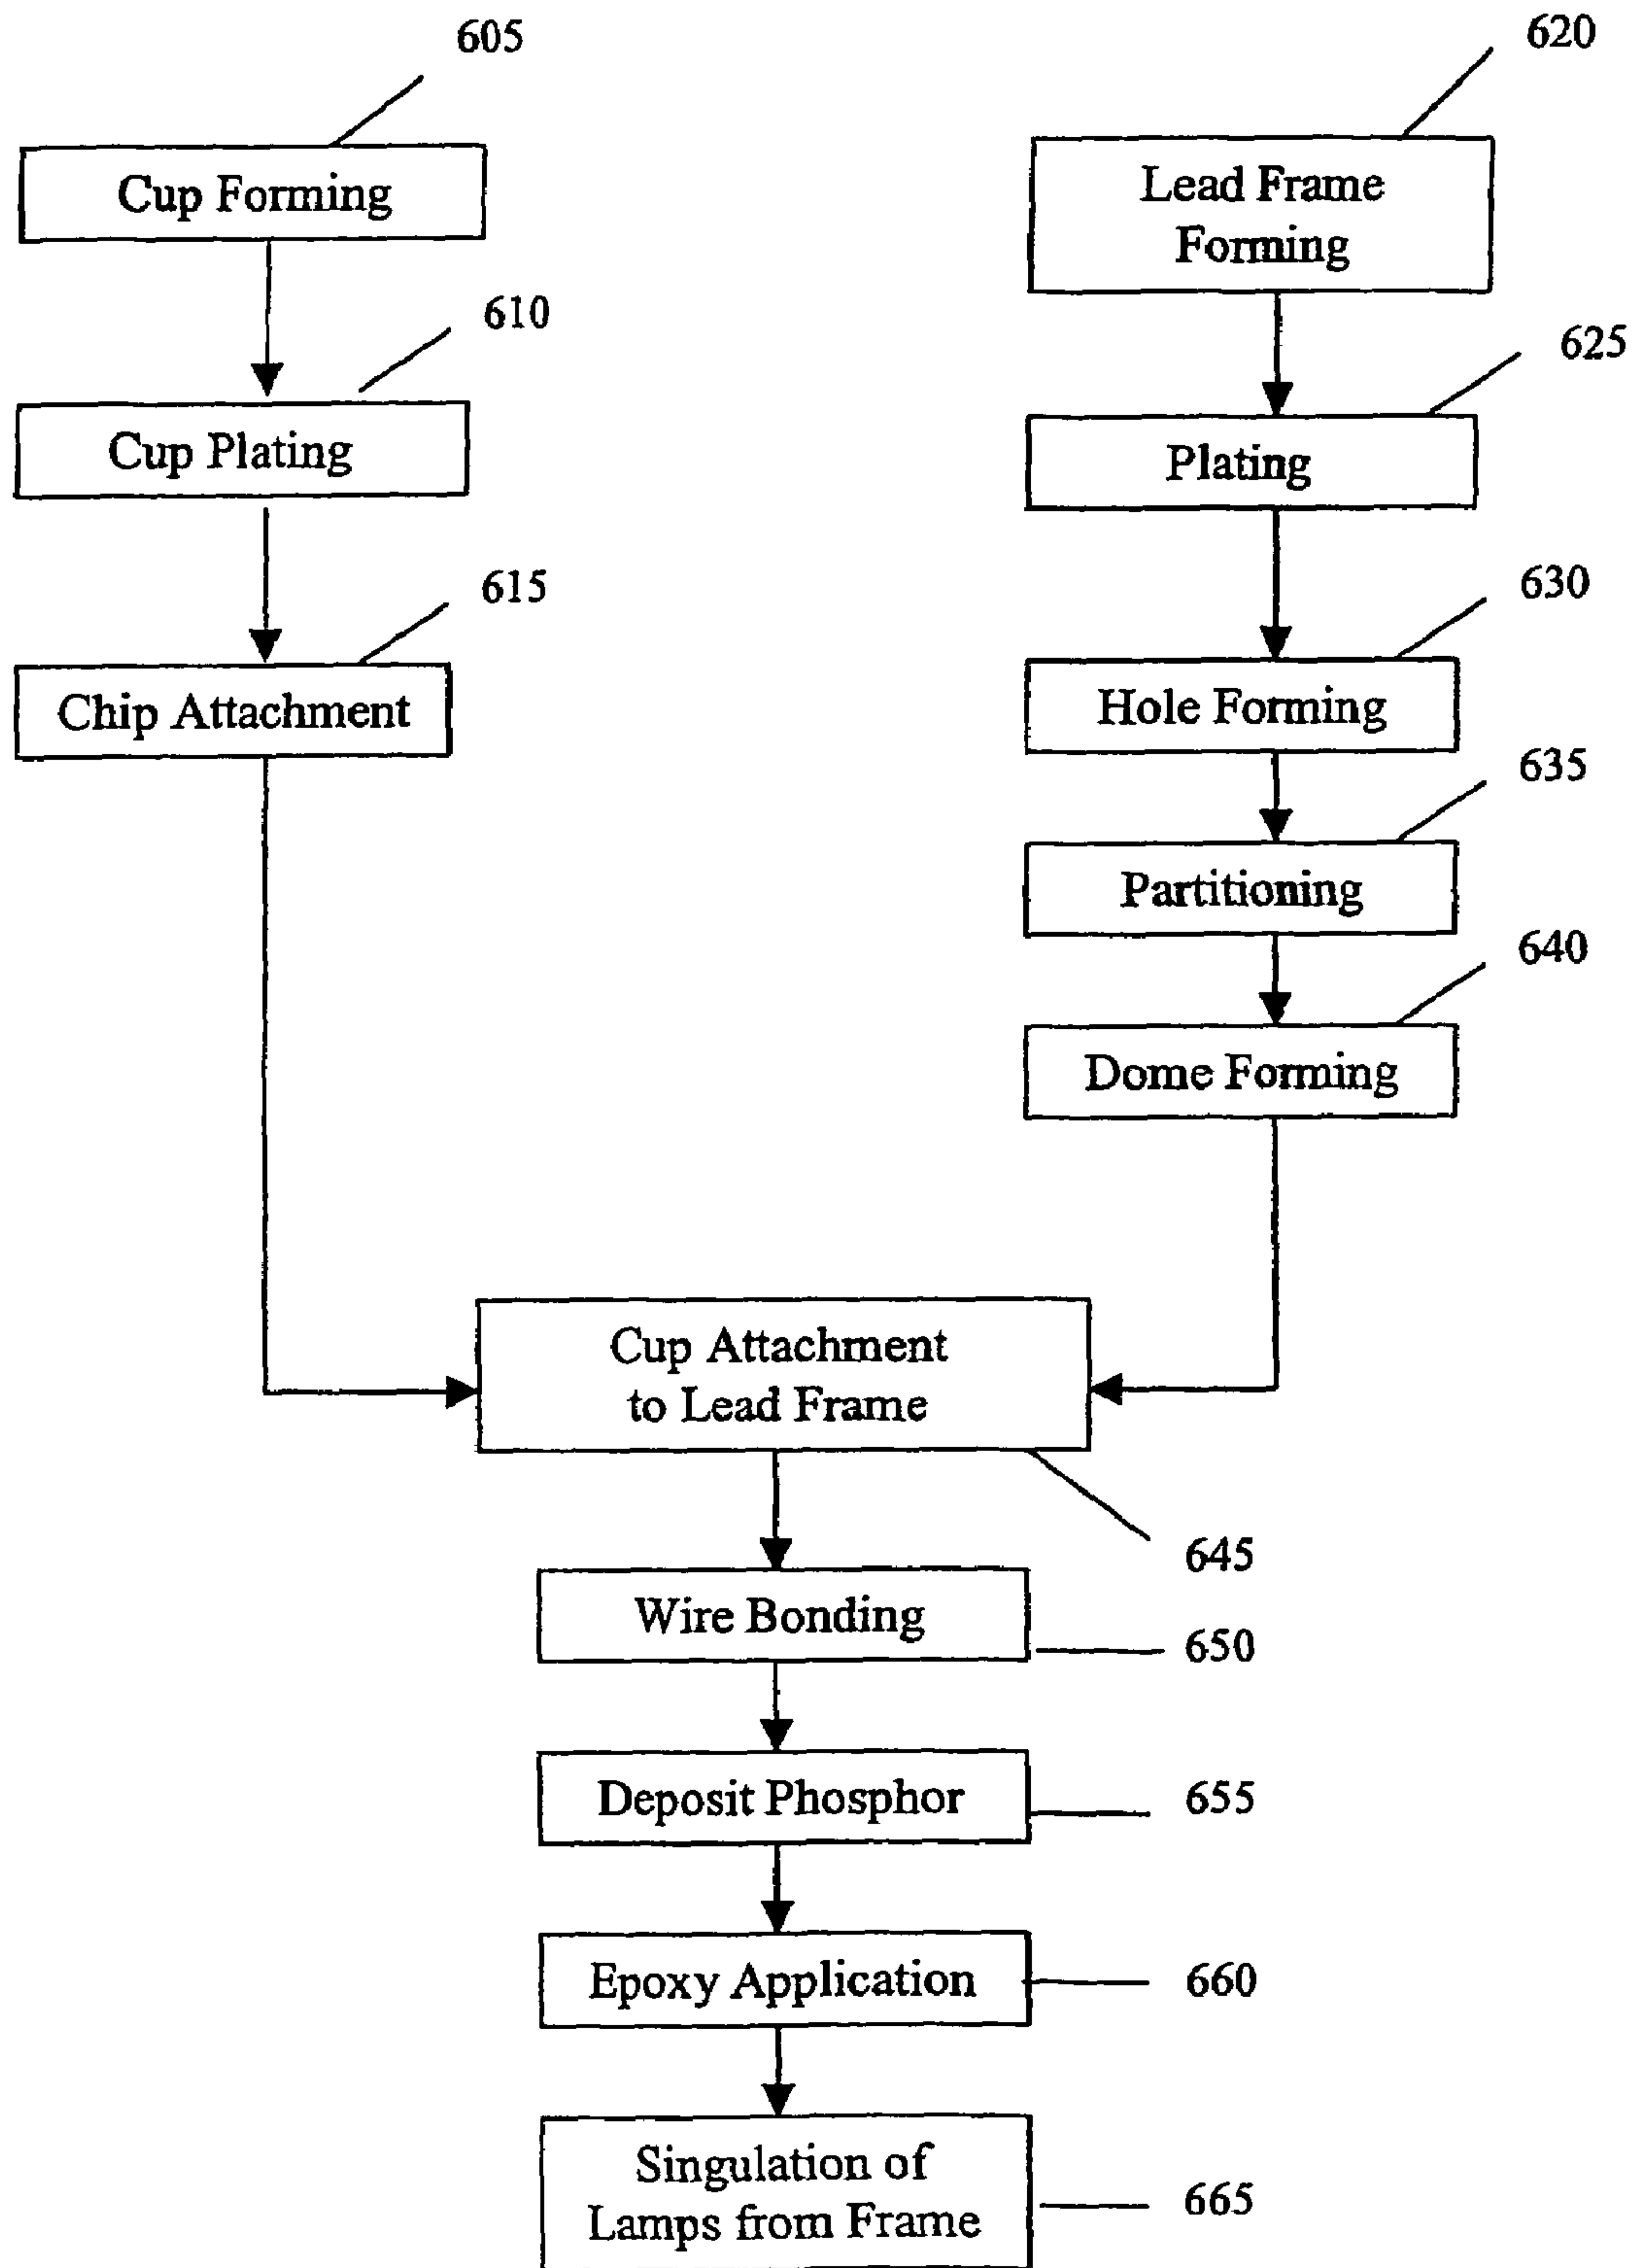 605
Cup Forming
610
Cup Plating
615
Chip Attachment
620
Lead Frame
Forming
625
Plating
630
Hole Forming
635
Partitioning
640
Dome Forming
Cup Attachment
to Lead Frame
645
Wire Bonding
650
Deposit Phosphor
655
Epoxy Application
660
Singulation of
Lamps from Frame
665